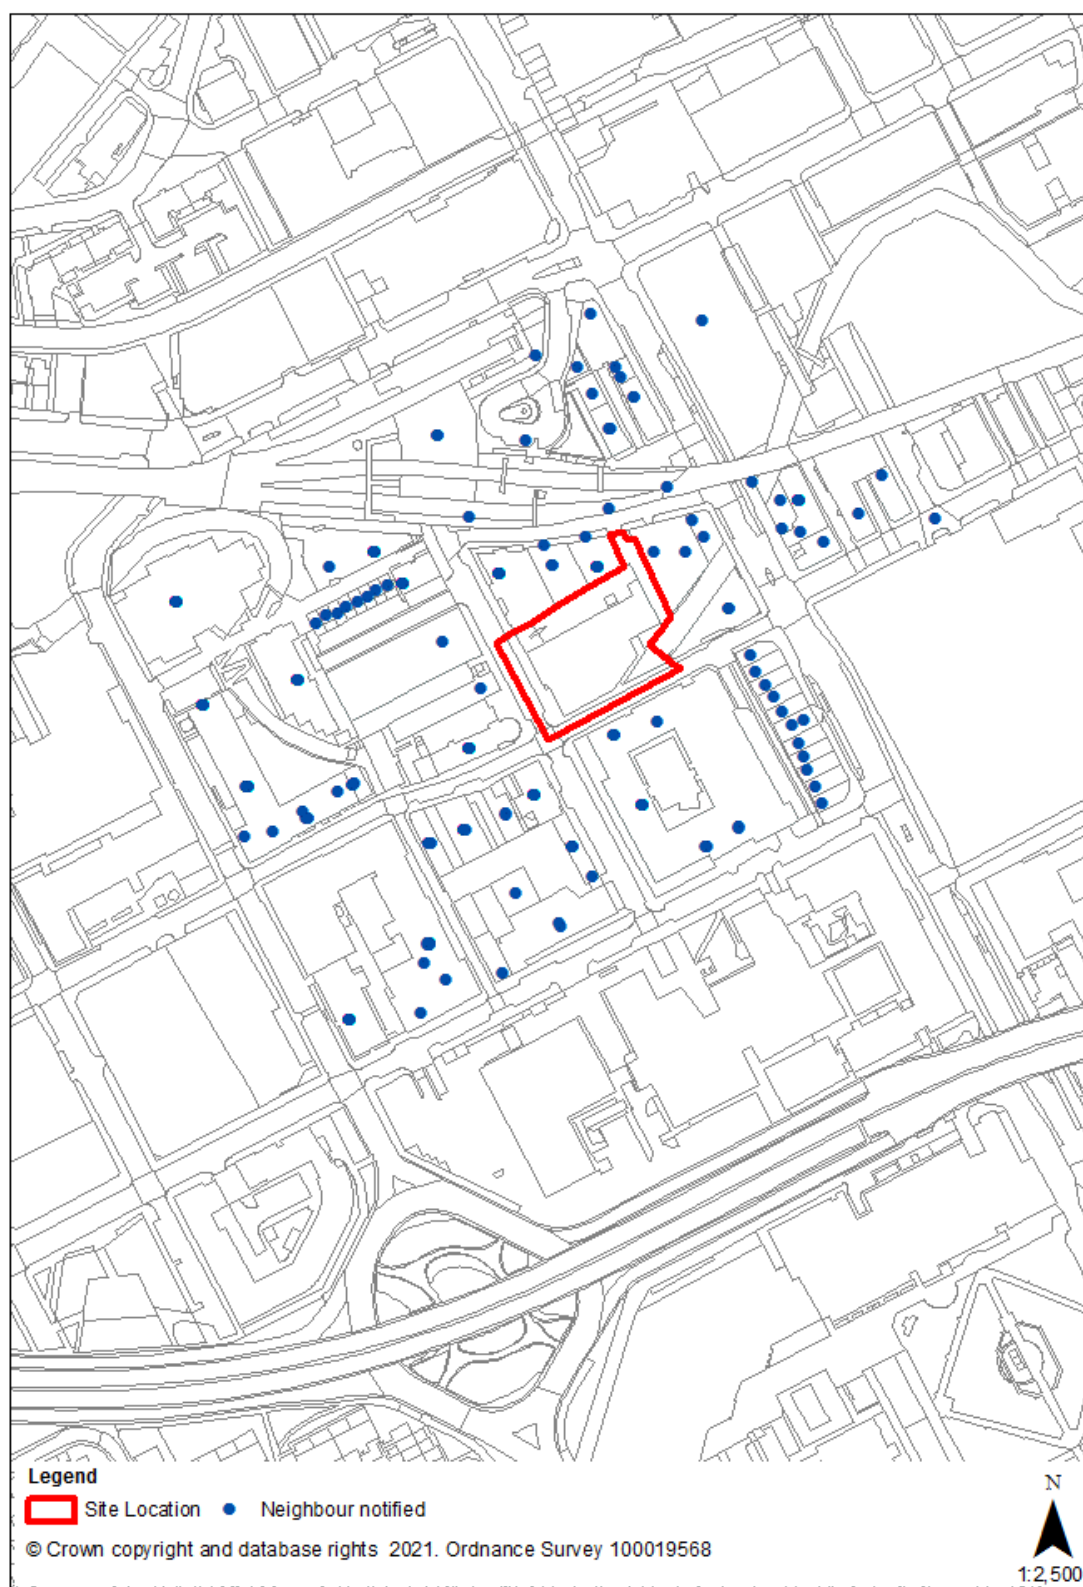 Legend
Site Location
Neighbour notified
© Crown copyright and database rights 2021. Ordnance Survey 100019568
N
1:2,500